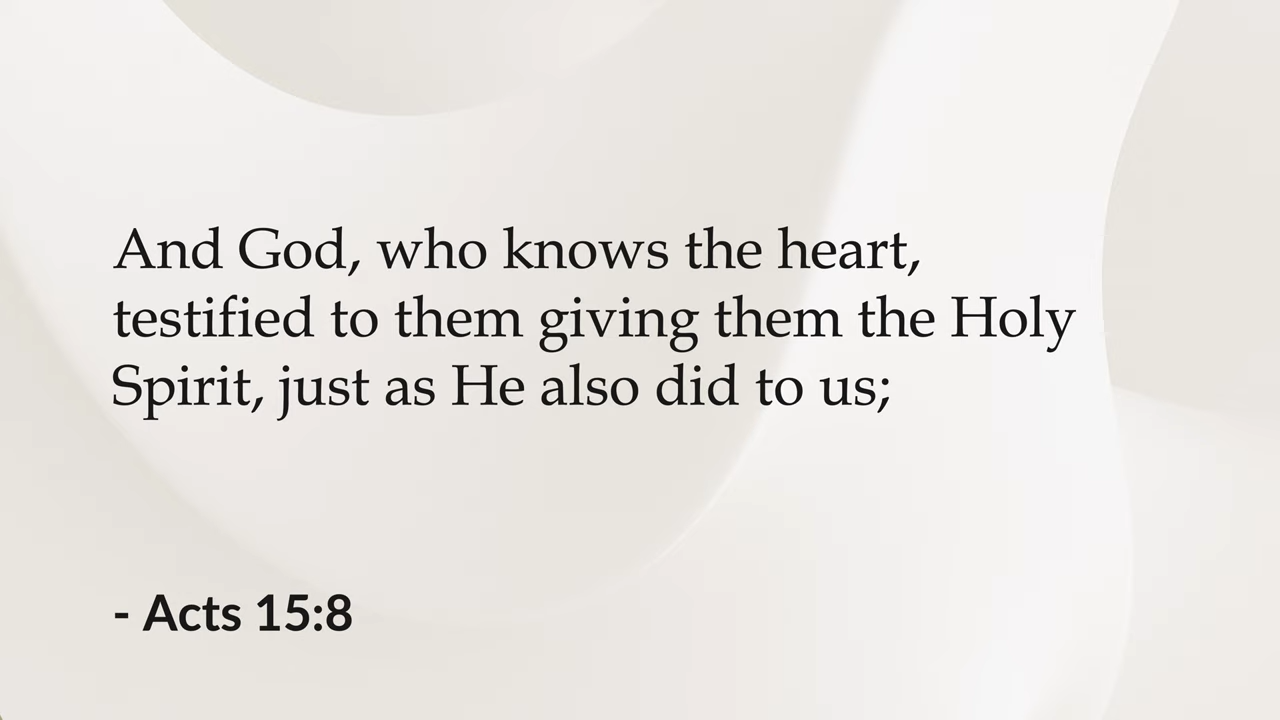 And God, who knows the heart,
testified to them giving them the Holy
Spirit, just as He also did to us;
- Acts 15:8